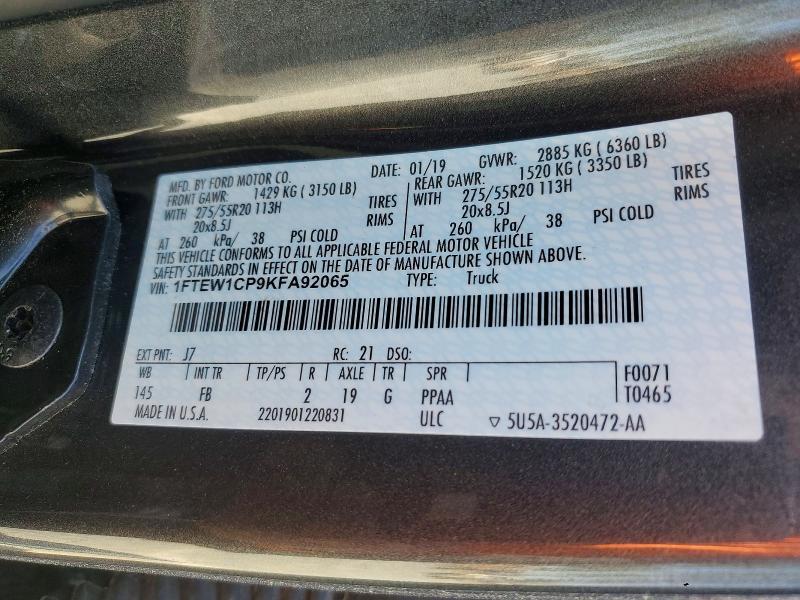 MFD. BY FORD MOTOR CO. DATE: 01/19 GVWR: 2885 KG ( 6360 LB)
FRONT GAWR: 1429 KG ( 3150 LB) REAR GAWR: 1520 KG ( 3350 LB)
WITH 275/55R20 113H TIRES WITH 275/55R20 113H TIRES
20x8.5J RIMS 20x8.5J RIMS
AT 260 kPa/ 38 PSI COLD AT 260 kPa/ 38 PSI COLD
THIS VEHICLE CONFORMS TO ALL APPLICABLE FEDERAL MOTOR VEHICLE
SAFETY STANDARDS IN EFFECT ON THE DATE OF MANUFACTURE SHOWN ABOVE.
VIN: 1FTEW1CP9KFA92065 TYPE: Truck
EXT PNT: J7 RC: 21 DSO:
WB INT TR TP/PS R AXLE TR SPR F0071
145 FB 2 19 G PPAA T0465
MADE IN U.S.A. 2201901220831 ULC ▽ 5U5A-3520472-AA